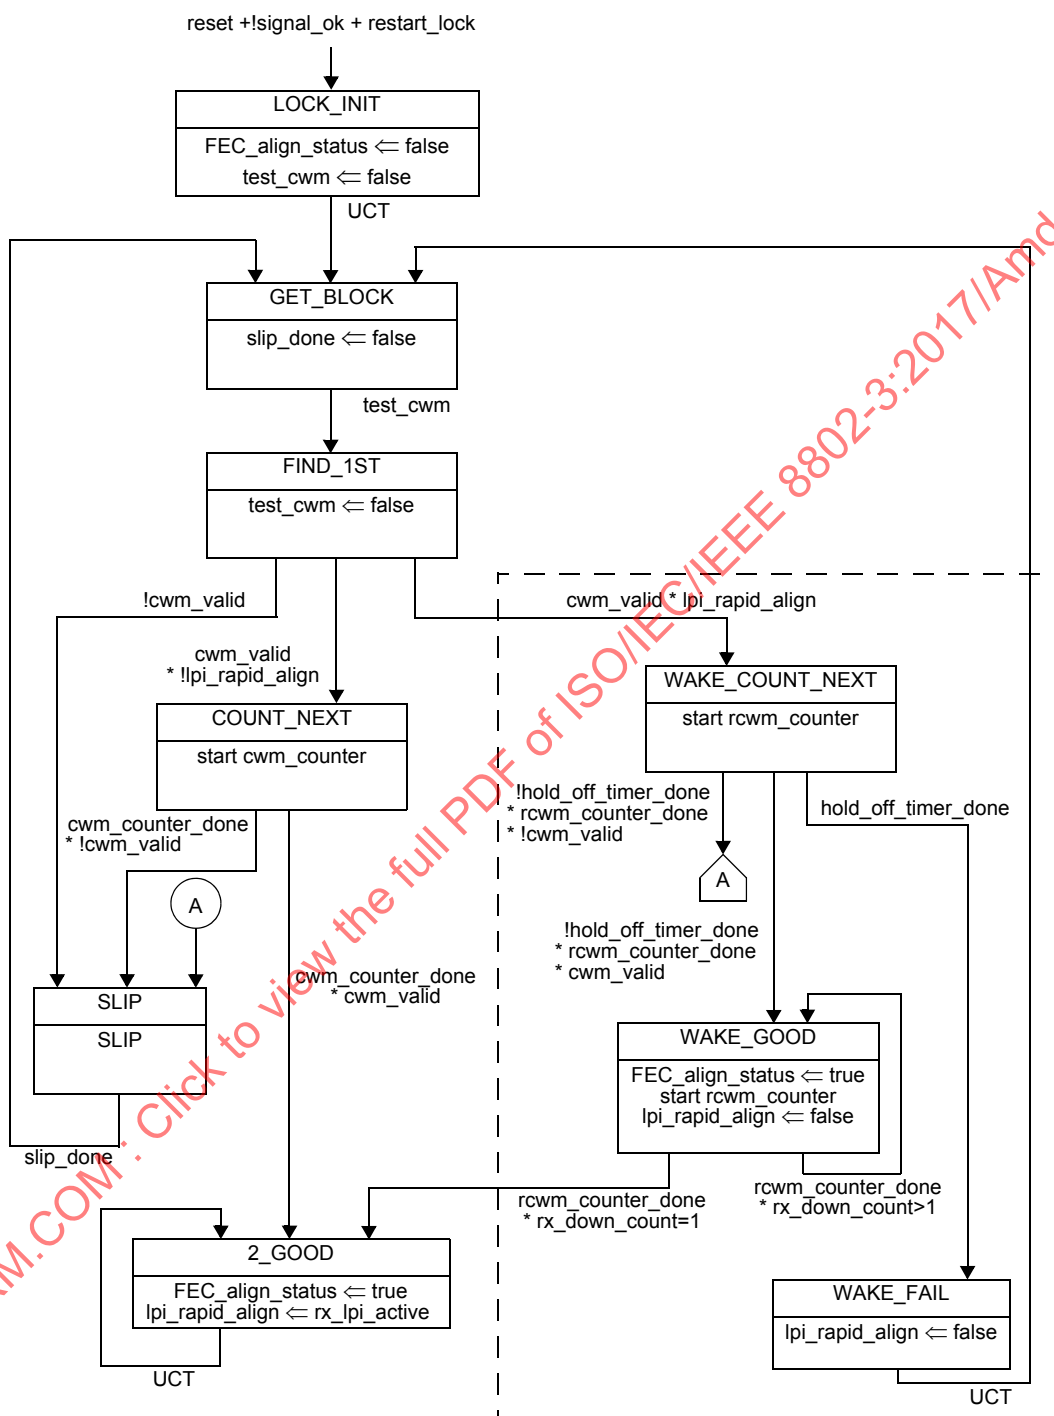 reset +!signal_ok + restart_lock
LOCK_INIT
FEC_align_status ⇐ false
test_cwm ⇐ false
UCT
GET_BLOCK
slip_done ⇐ false
test_cwm
FIND_1ST
test_cwm ⇐ false
!cwm_valid
cwm_valid * lpi_rapid_align
cwm_valid
* !lpi_rapid_align
WAKE_COUNT_NEXT
start rcwm_counter
COUNT_NEXT
start cwm_counter
!hold_off_timer_done
* rcwm_counter_done
* !cwm_valid
hold_off_timer_done
cwm_counter_done
* !cwm_valid
A
A
!hold_off_timer_done
* rcwm_counter_done
* cwm_valid
cwm_counter_done
* cwm_valid
SLIP
SLIP
WAKE_GOOD
FEC_align_status ⇐ true
start rcwm_counter
lpi_rapid_align ⇐ false
slip_done
rcwm_counter_done
* rx_down_count=1
rcwm_counter_done
* rx_down_count>1
2_GOOD
FEC_align_status ⇐ true
lpi_rapid_align ⇐ rx_lpi_active
UCT
WAKE_FAIL
lpi_rapid_align ⇐ false
UCT
M.COM : Click to view the full PDF of ISO/IEC/IEEE 8802-3:2017/Amd